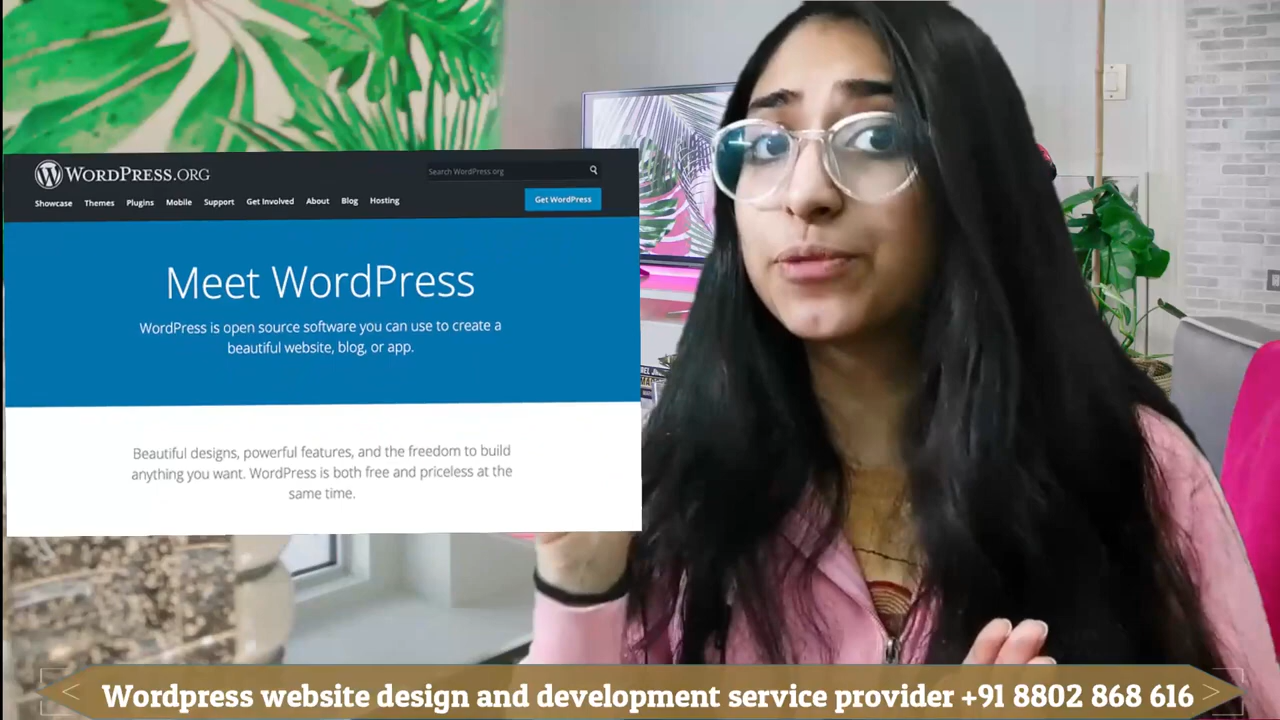 WORDPRESS.ORG
Search WordPress.org
Showcase Themes Plugins Mobile Support Get Involved About Blog Hosting
Get WordPress
Meet WordPress
WordPress is open source software you can use to create a
beautiful website, blog, or app.
Beautiful designs, powerful features, and the freedom to build
anything you want. WordPress is both free and priceless at the
same time.
< Wordpress website design and development service provider +91 8802 868 616 >